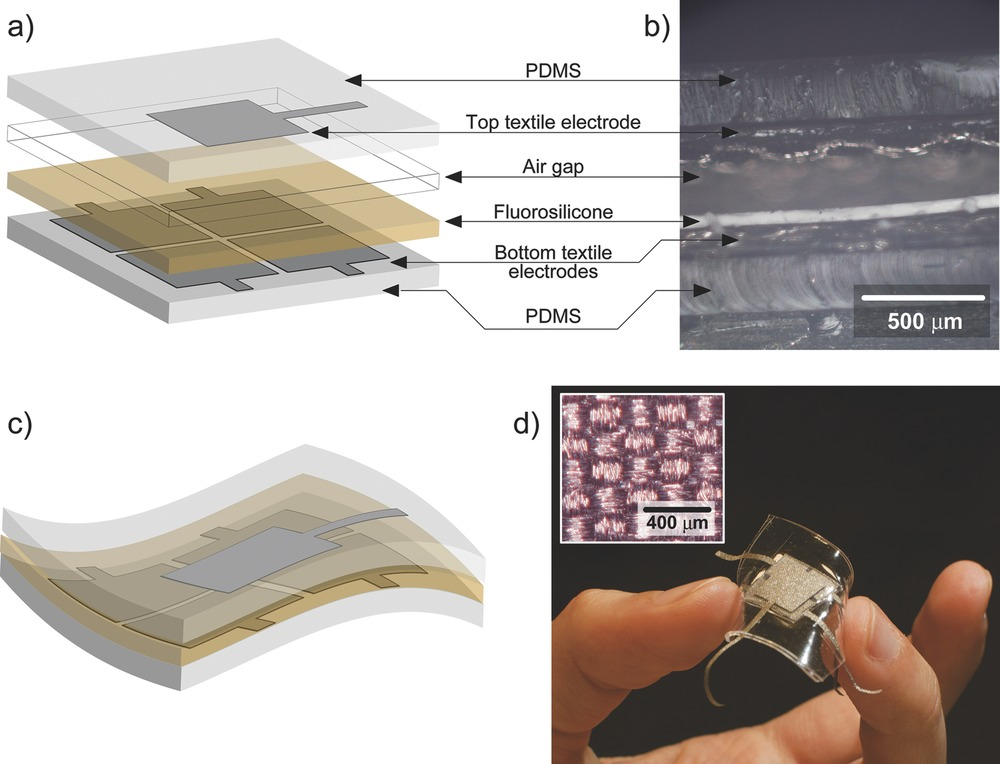 a)
b)
PDMS
Top textile electrode
Air gap
Fluorosilicone
Bottom textile
electrodes
PDMS
500 μm
c)
d)
400 μm